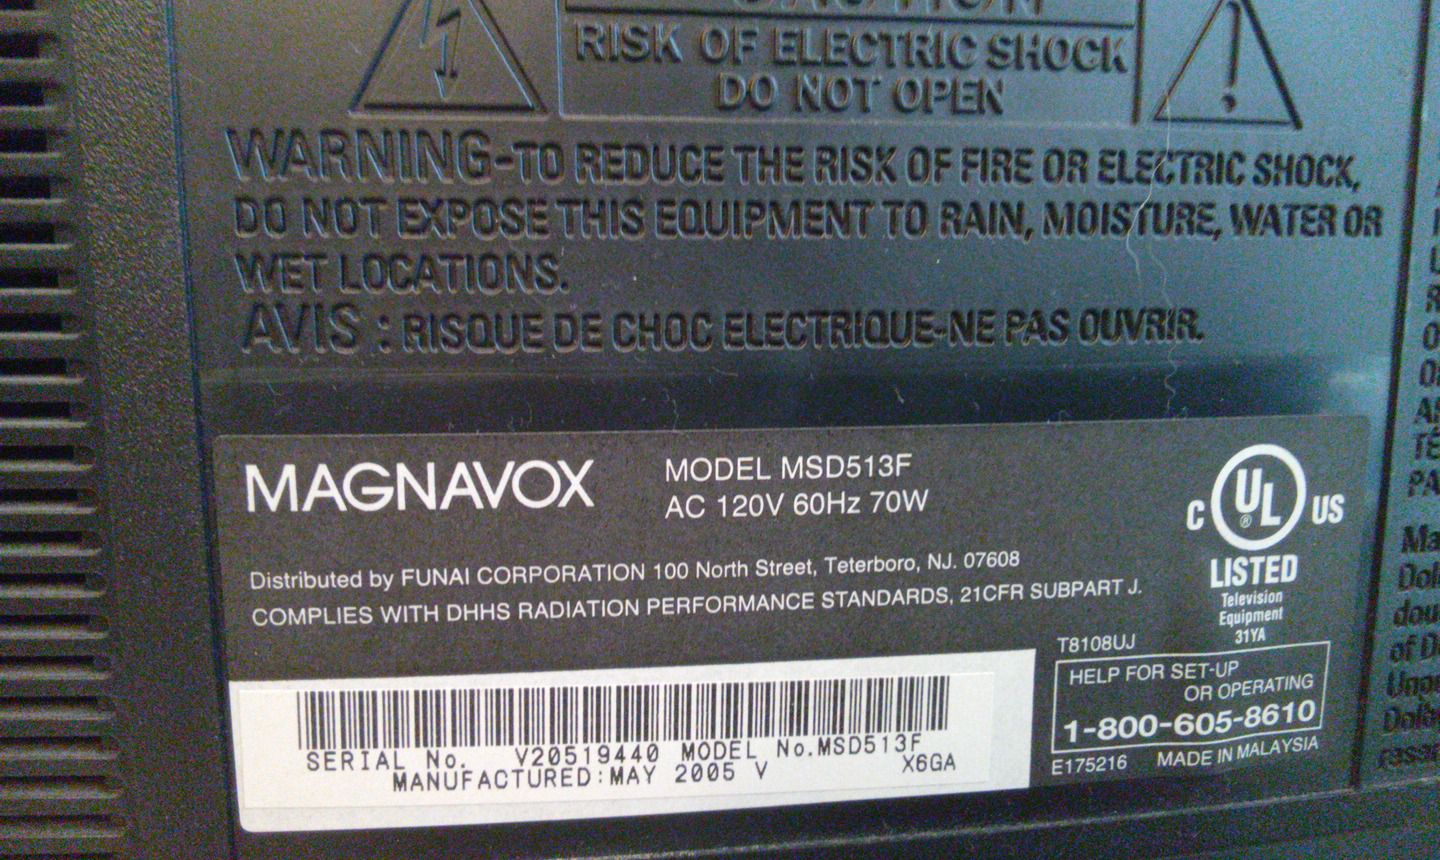 CAUTION
RISK OF ELECTRIC SHOCK
DO NOT OPEN
WARNING-TO REDUCE THE RISK OF FIRE OR ELECTRIC SHOCK,
DO NOT EXPOSE THIS EQUIPMENT TO RAIN, MOISTURE, WATER OR
WET LOCATIONS.
AVIS : RISQUE DE CHOC ELECTRIQUE-NE PAS OUVRIR.
MAGNAVOX
MODEL MSD513F
AC 120V 60Hz 70W
Distributed by FUNAI CORPORATION 100 North Street, Teterboro, NJ. 07608
COMPLIES WITH DHHS RADIATION PERFORMANCE STANDARDS, 21CFR SUBPART J.
C UL ® US
LISTED
Television
Equipment
31YA
T8108UJ
HELP FOR SET-UP
OR OPERATING
1-800-605-8610
E175216 MADE IN MALAYSIA
SERIAL No. V20519440 MODEL No.MSD513F
MANUFACTURED:MAY 2005 V X6GA